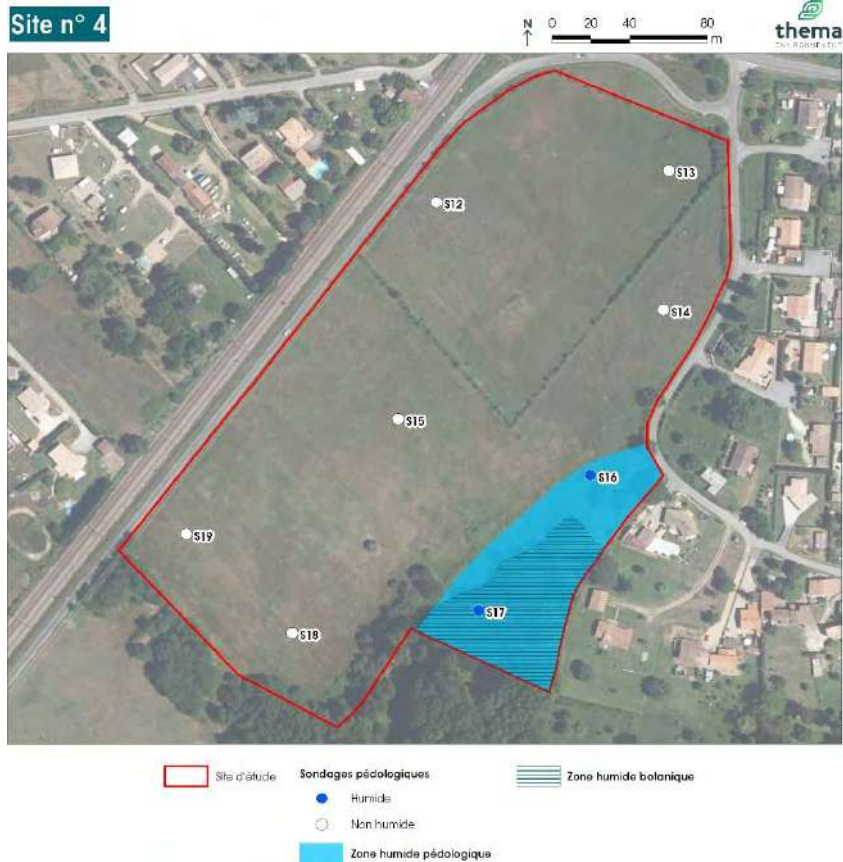 Site n° 4
N
0 20 40 80
m
thema
ENVIRONNEMENT
S13
S12
S14
S15
S16
S19
S17
S18
Site d'étude
Sondages pédologiques
Zone humide botanique
Humide
Non humide
Zone humide pédologique